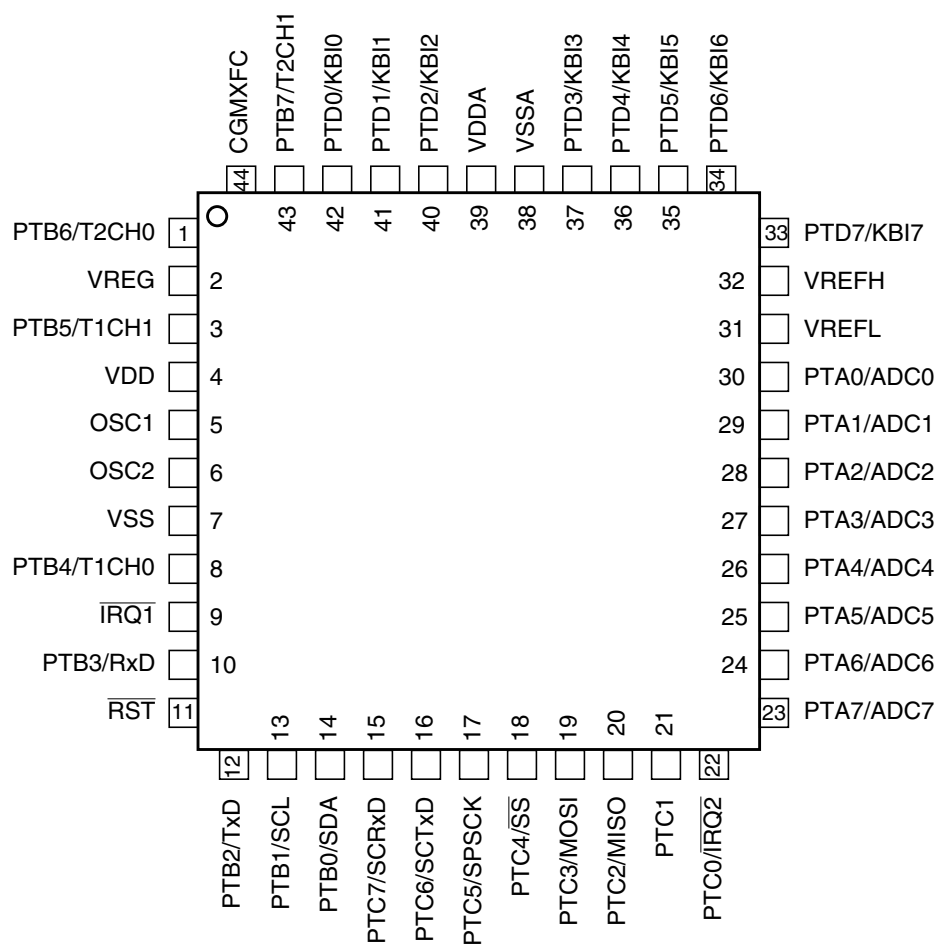 CGMXFC
PTB7/T2CH1
PTD0/KBI0
PTD1/KBI1
PTD2/KBI2
VDDA
VSSA
PTD3/KBI3
PTD4/KBI4
PTD5/KBI5
PTD6/KBI6
44
43
42
41
40
39
38
37
36
35
34
PTB6/T2CH0 1
VREG 2
PTB5/T1CH1 3
VDD 4
OSC1 5
OSC2 6
VSS 7
PTB4/T1CH0 8
IRQ1 9
PTB3/RxD 10
RST 11
33 PTD7/KBI7
32 VREFH
31 VREFL
30 PTA0/ADC0
29 PTA1/ADC1
28 PTA2/ADC2
27 PTA3/ADC3
26 PTA4/ADC4
25 PTA5/ADC5
24 PTA6/ADC6
23 PTA7/ADC7
12
13
14
15
16
17
18
19
20
21
22
PTB2/TxD
PTB1/SCL
PTB0/SDA
PTC7/SCRxD
PTC6/SCTxD
PTC5/SPSCK
PTC4/SS
PTC3/MOSI
PTC2/MISO
PTC1
PTC0/IRQ2